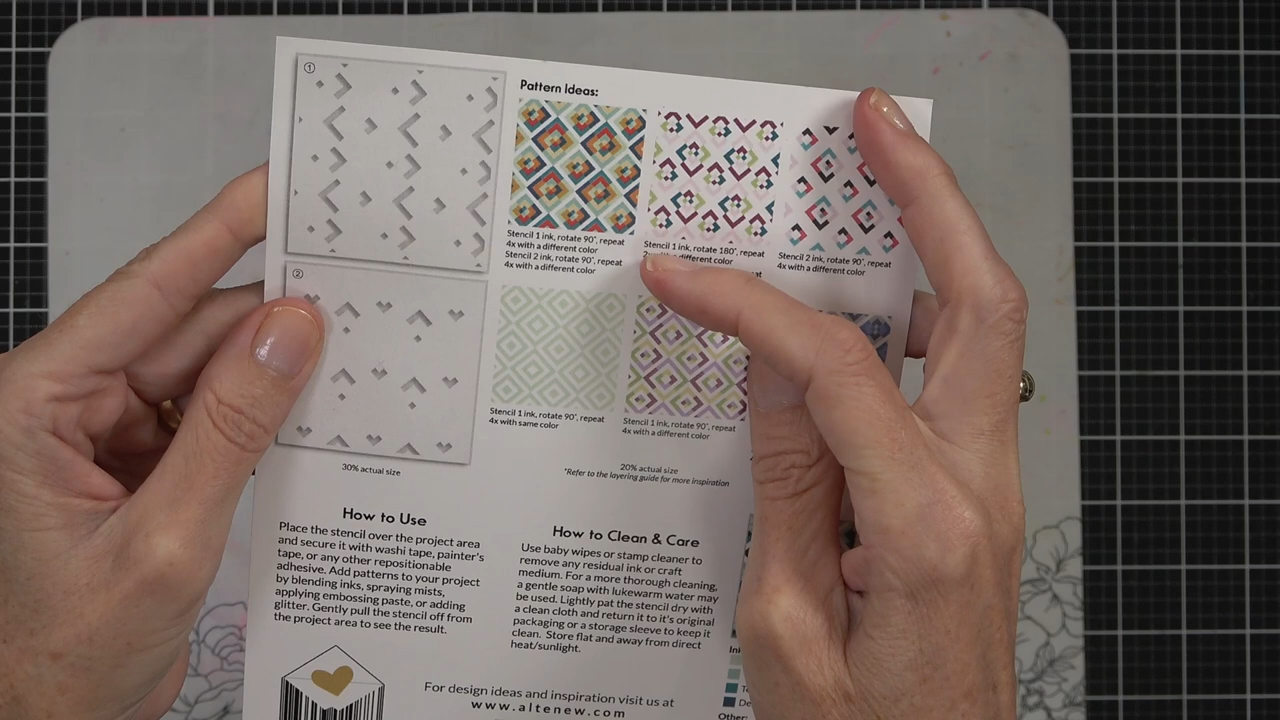 1
Pattern Ideas:
Stencil 1 ink, rotate 90°, repeat
4x with a different color
Stencil 2 ink, rotate 90°, repeat
4x with a different color
Stencil 1 ink, rotate 180°, repeat
different color
Stencil 2 ink, rotate 90°, repeat
4x with a different color
2
Stencil 1 ink, rotate 90°, repeat
4x with same color
Stencil 1 ink, rotate 90°, repeat
4x with a different color
30% actual size
20% actual size
*Refer to the layering guide for more inspiration
How to Use
Place the stencil over the project area
and secure it with washi tape, painter's
tape, or any other repositionable
adhesive. Add patterns to your project
by blending inks, spraying mists,
applying embossing paste, or adding
glitter. Gently pull the stencil off from
the project area to see the result.
How to Clean & Care
Use baby wipes or stamp cleaner to
remove any residual ink or craft
medium. For a more thorough cleaning,
a gentle soap with lukewarm water may
be used. Lightly pat the stencil dry with
a clean cloth and return it to it's original
packaging or a storage sleeve to keep it
clean. Store flat and away from direct
heat/sunlight.
For design ideas and inspiration visit us at
www.altenew.com
Other: